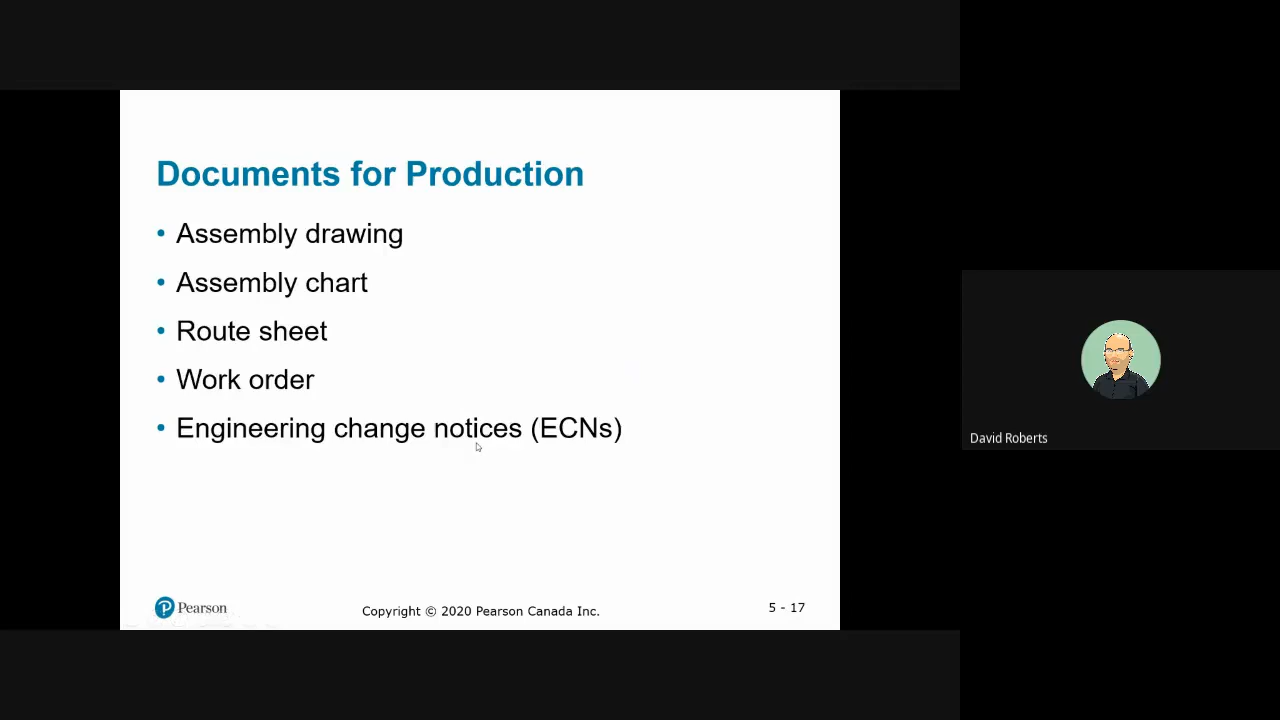 Documents for Production
• Assembly drawing
• Assembly chart
• Route sheet
• Work order
• Engineering change notices (ECNs)
Pearson
Copyright © 2020 Pearson Canada Inc.
5 - 17
David Roberts